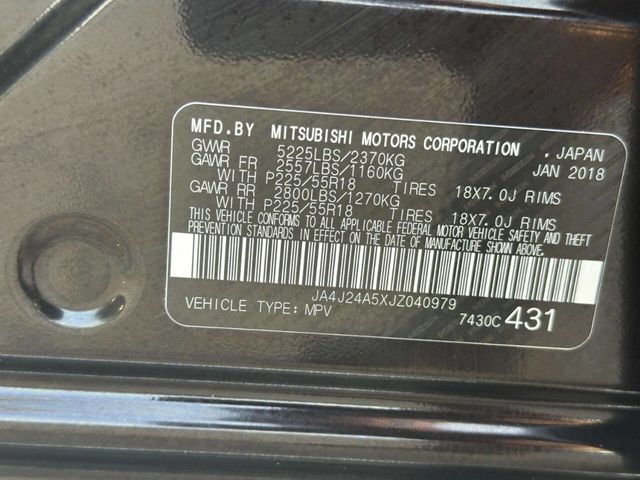 MFD.BY MITSUBISHI MOTORS CORPORATION , JAPAN
GVWR 5225LBS/2370KG JAN 2018
GAWR FR 2557LBS/1160KG
WITH P225/55R18 TIRES 18X7.0J RIMS
GAWR RR 2800LBS/1270KG
WITH P225/55R18 TIRES 18X7.0J RIMS
THIS VEHICLE CONFORMS TO ALL APPLICABLE FEDERAL MOTOR VEHICLE SAFETY AND THEFT
PREVENTION STANDARDS IN EFFECT ON THE DATE OF MANUFACTURE SHOWN ABOVE.
JA4J24A5XJZ040979
VEHICLE TYPE: MPV 7430C 431